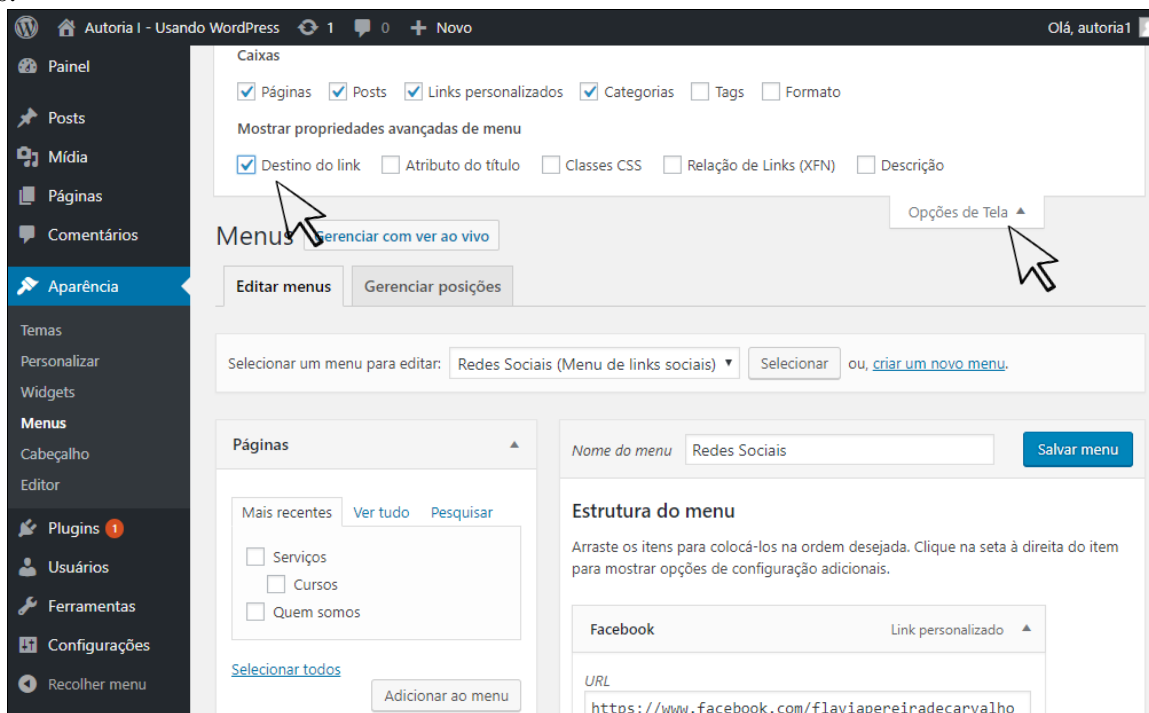 Autoria I - Usando WordPress 1 0 + Novo Olá, autoria1
Painel
Posts
Mídia
Páginas
Comentários
Aparência
Temas
Personalizar
Widgets
Menus
Cabeçalho
Editor
Plugins 1
Usuários
Ferramentas
Configurações
Recolher menu
Caixas
Páginas Posts Links personalizados Categorias Tags Formato
Mostrar propriedades avançadas de menu
Destino do link Atributo do título Classes CSS Relação de Links (XFN) Descrição
Opções de Tela ▲
Menus Gerenciar com ver ao vivo
Editar menus Gerenciar posições
Selecionar um menu para editar: Redes Sociais (Menu de links sociais) ▼ Selecionar ou, criar um novo menu.
Páginas ▲
Mais recentes Ver tudo Pesquisar
Serviços
Cursos
Quem somos
Selecionar todos
Adicionar ao menu
Nome do menu Redes Sociais Salvar menu
Estrutura do menu
Arraste os itens para colocá-los na ordem desejada. Clique na seta à direita do item
para mostrar opções de configuração adicionais.
Facebook Link personalizado ▲
URL
https://www.facebook.com/flaviapereiradecarvalho